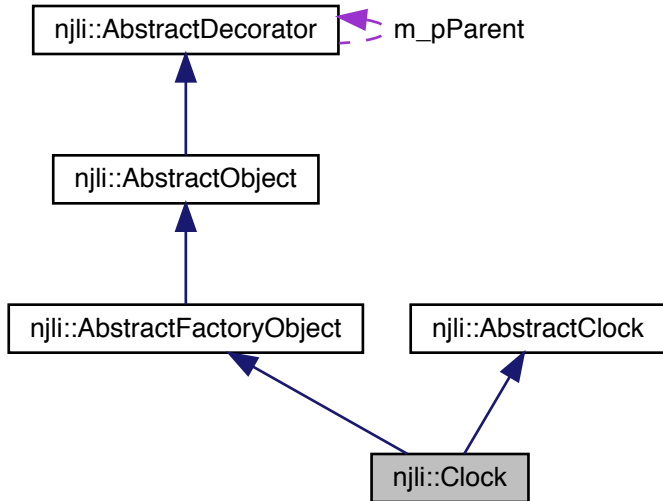 njli::AbstractDecorator
m_pParent
njli::AbstractObject
njli::AbstractFactoryObject
njli::AbstractClock
njli::Clock